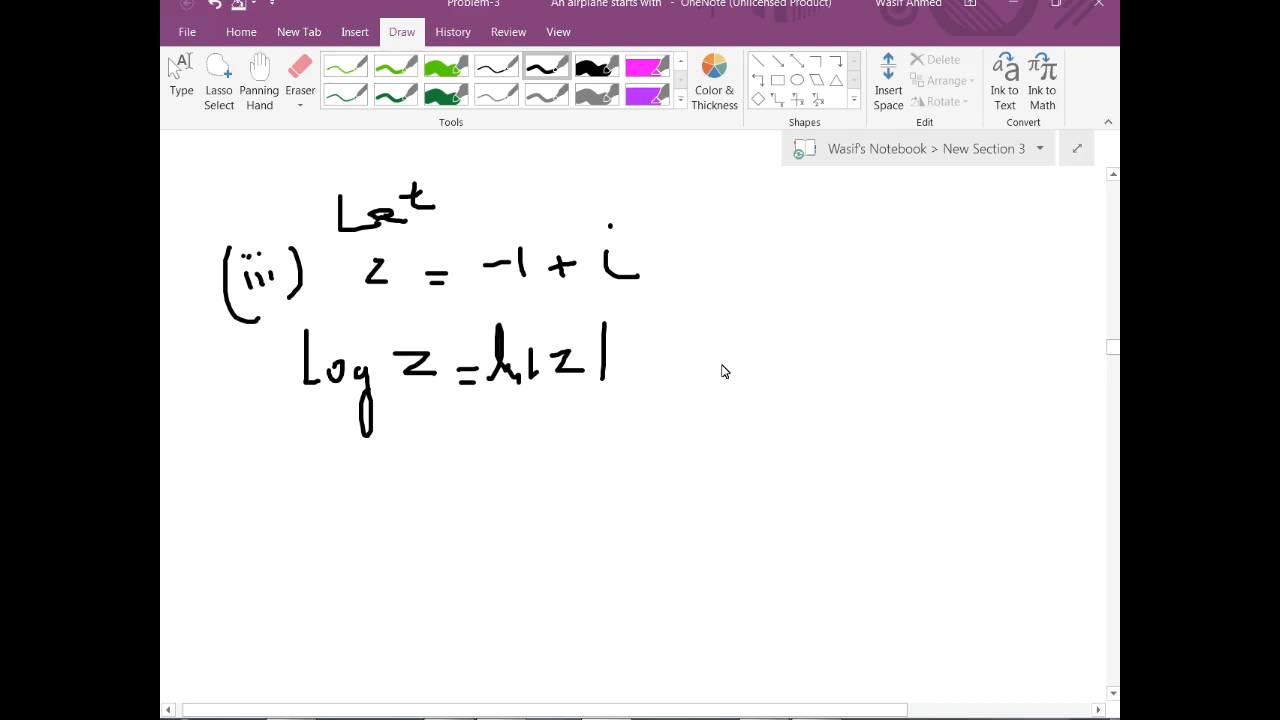 Problem-3 An airplane starts with - OneNote (Unlicensed Product) Wasif Ahmed
File Home New Tab Insert Draw History Review View
Type Lasso Select Panning Hand Eraser Color & Thickness Insert Space Delete Arrange Rotate Ink to Text Ink to Math
Tools Shapes Edit Convert
Wasif's Notebook > New Section 3
Let
(iii) z = -1 + i
Log z = ln|z|